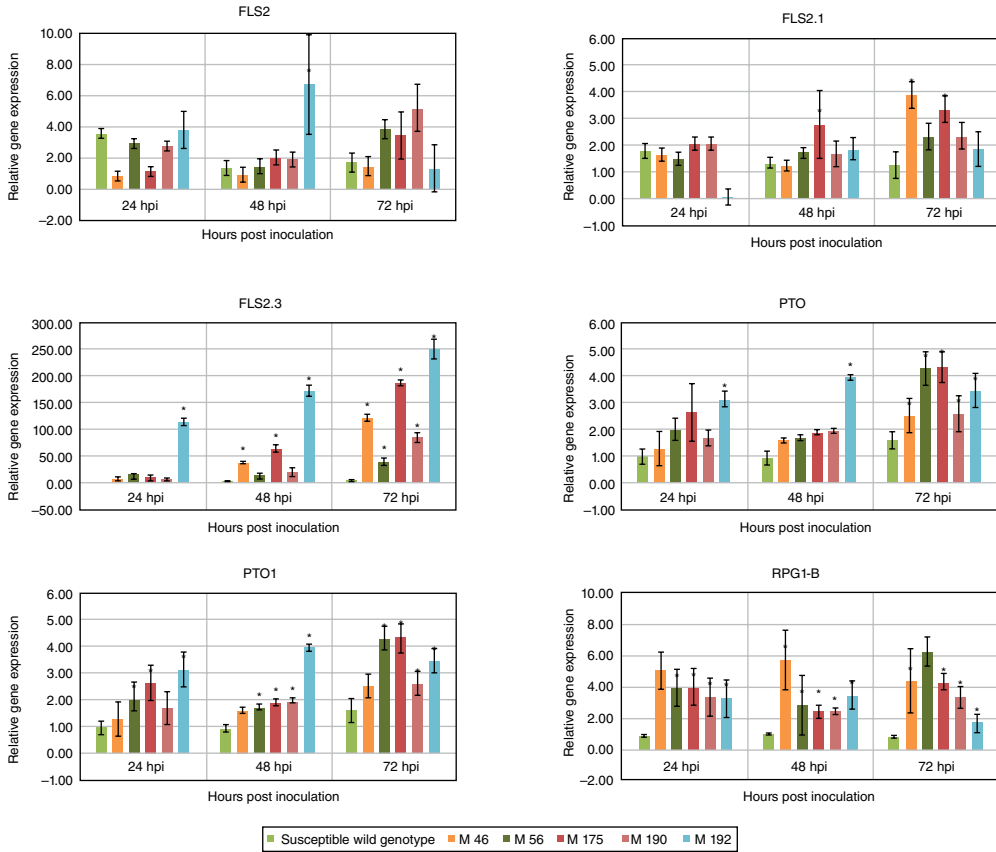 FLS2
Relative gene expression
10.00
8.00
6.00
4.00
2.00
0.00
–2.00
24 hpi 48 hpi 72 hpi
Hours post inoculation
FLS2.1
Relative gene expression
6.00
5.00
4.00
3.00
2.00
1.00
0.00
–1.00
24 hpi 48 hpi 72 hpi
Hours post inoculation
FLS2.3
Relative gene expression
300.00
250.00
200.00
150.00
100.00
50.00
0.00
–50.00
24 hpi 48 hpi 72 hpi
Hours post inoculation
PTO
Relative gene expression
6.00
5.00
4.00
3.00
2.00
1.00
0.00
–1.00
24 hpi 48 hpi 72 hpi
Hours post inoculation
PTO1
Relative gene expression
6.00
5.00
4.00
3.00
2.00
1.00
0.00
–1.00
24 hpi 48 hpi 72 hpi
Hours post inoculation
RPG1-B
Relative gene expression
10.00
8.00
6.00
4.00
2.00
0.00
–2.00
24 hpi 48 hpi 72 hpi
Hours post inoculation
Susceptible wild genotype M 46 M 56 M 175 M 190 M 192